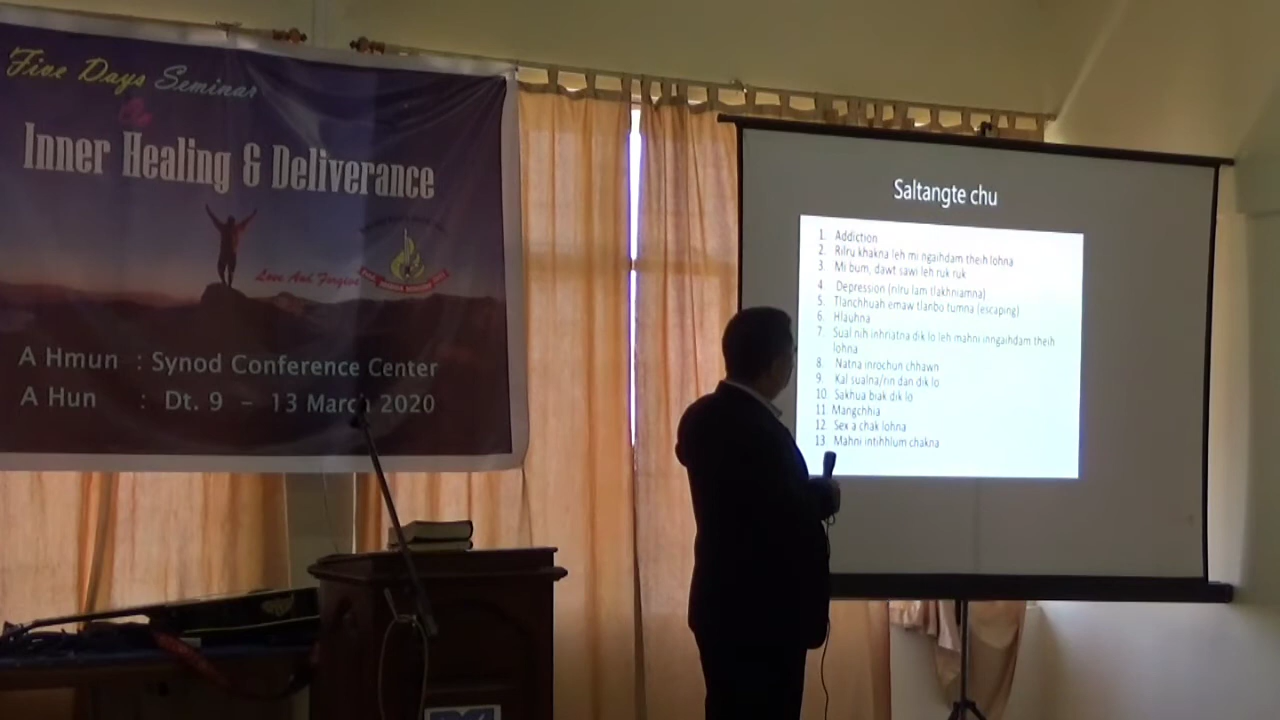 Five Days Seminar
On
Inner Healing & Deliverance
Love And Forgive
A Hmun : Synod Conference Center
A Hun : Dt. 9 – 13 March 2020
Saltangte chu
1. Addiction
2. Rilru khakna leh mi ngaihdam theih lohna
3. Mi bum, dawt sawi leh ruk ruk
4 Depression (rilru lam tlakhniamna)
5. Tlanchhuah emaw tlanbo tumna (escaping)
6. Hlauhna
7. Sual nih inhriatna dik lo leh mahni inngaihdam theih
lohna
8. Natna inrochun chhawn
9. Kal sualna/rin dan dik lo
10. Sakhua biak dik lo
11. Mangchhia
12. Sex a chak lohna
13. Mahni intihhlum chakna